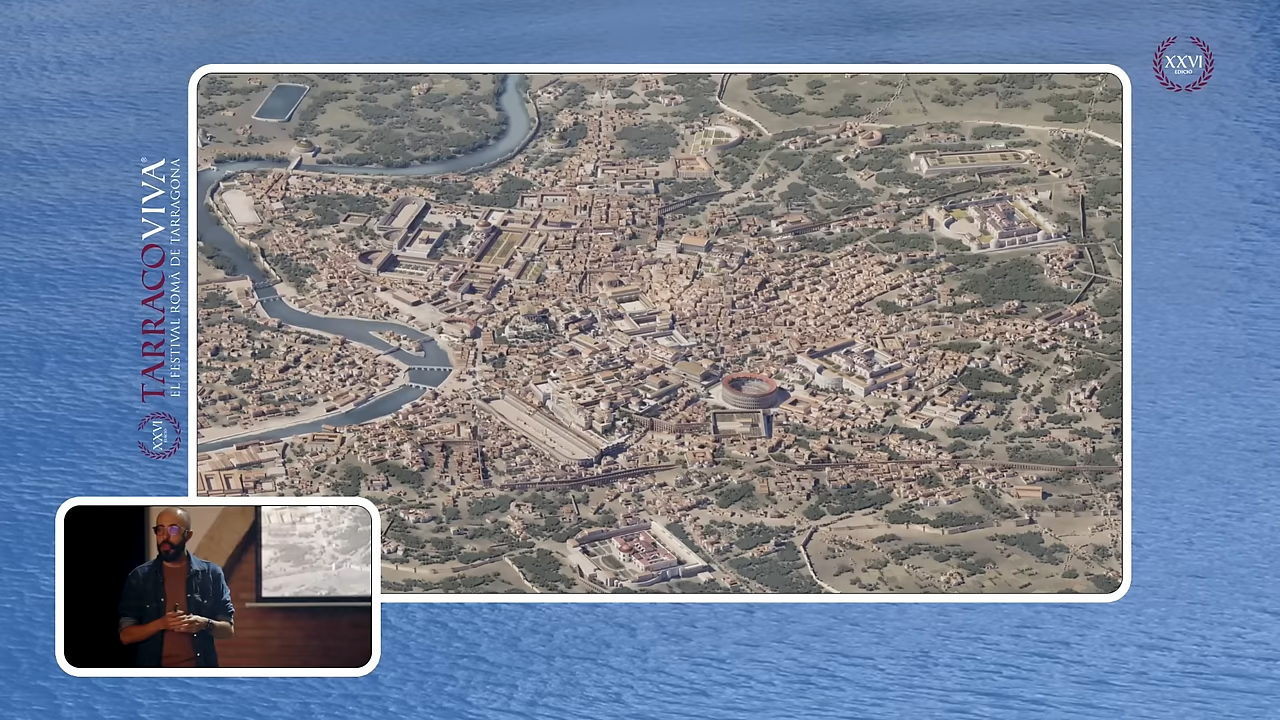 XXVI
EDICIÓ
TARRACOVIVA®
EL FESTIVAL ROMÀ DE TARRAGONA
XXVI